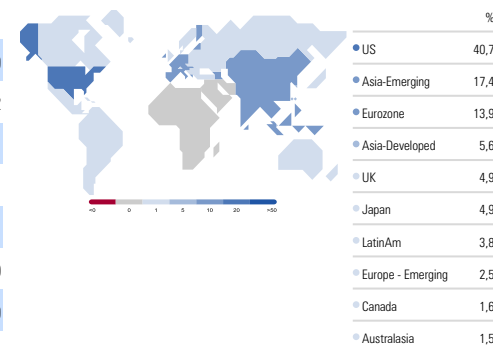 %
US 40,7
Asia-Emerging 17,4
Eurozone 13,9
Asia-Developed 5,6
UK 4,9
Japan 4,9
LatinAm 3,8
Europe - Emerging 2,5
Canada 1,6
Australasia 1,5
<0 0 1 5 10 20 >50